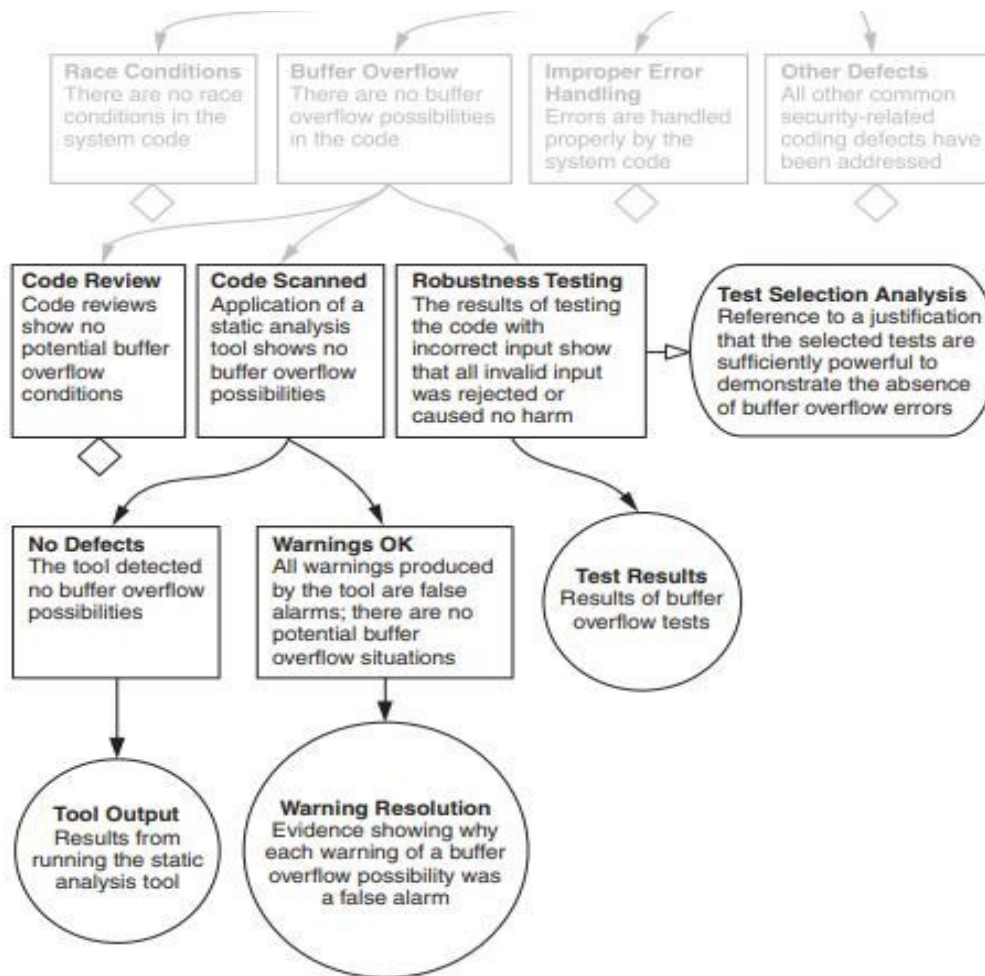 Race Conditions
There are no race
conditions in the
system code
Buffer Overflow
There are no buffer
overflow possibilities
in the code
Improper Error
Handling
Errors are handled
properly by the
system code
Other Defects
All other common
security-related
coding defects have
been addressed
Code Review
Code reviews
show no
potential buffer
overflow
conditions
Code Scanned
Application of a
static analysis
tool shows no
buffer overflow
possibilities
Robustness Testing
The results of testing
the code with
incorrect input show
that all invalid input
was rejected or
caused no harm
Test Selection Analysis
Reference to a justification
that the selected tests are
sufficiently powerful to
demonstrate the absence
of buffer overflow errors
No Defects
The tool detected
no buffer overflow
possibilities
Warnings OK
All warnings produced
by the tool are false
alarms; there are no
potential buffer
overflow situations
Test Results
Results of buffer
overflow tests
Tool Output
Results from
running the static
analysis tool
Warning Resolution
Evidence showing why
each warning of a buffer
overflow possibility was
a false alarm